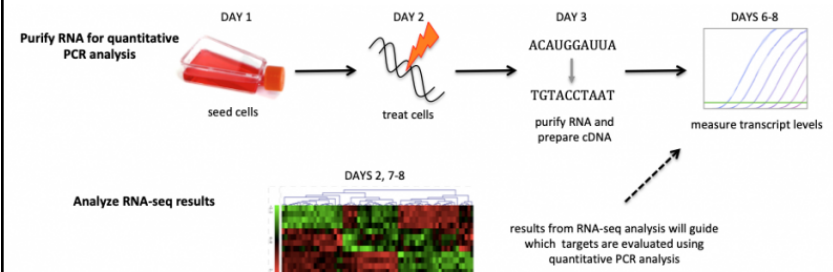 DAY 1
DAY 2
DAY 3
DAYS 6-8
Purify RNA for quantitative
PCR analysis
ACAUGGAUUA
TGTACCTAAT
seed cells
treat cells
purify RNA and
prepare cDNA
measure transcript levels
DAYS 2, 7-8
Analyze RNA-seq results
results from RNA-seq analysis will guide
which targets are evaluated using
quantitative PCR analysis